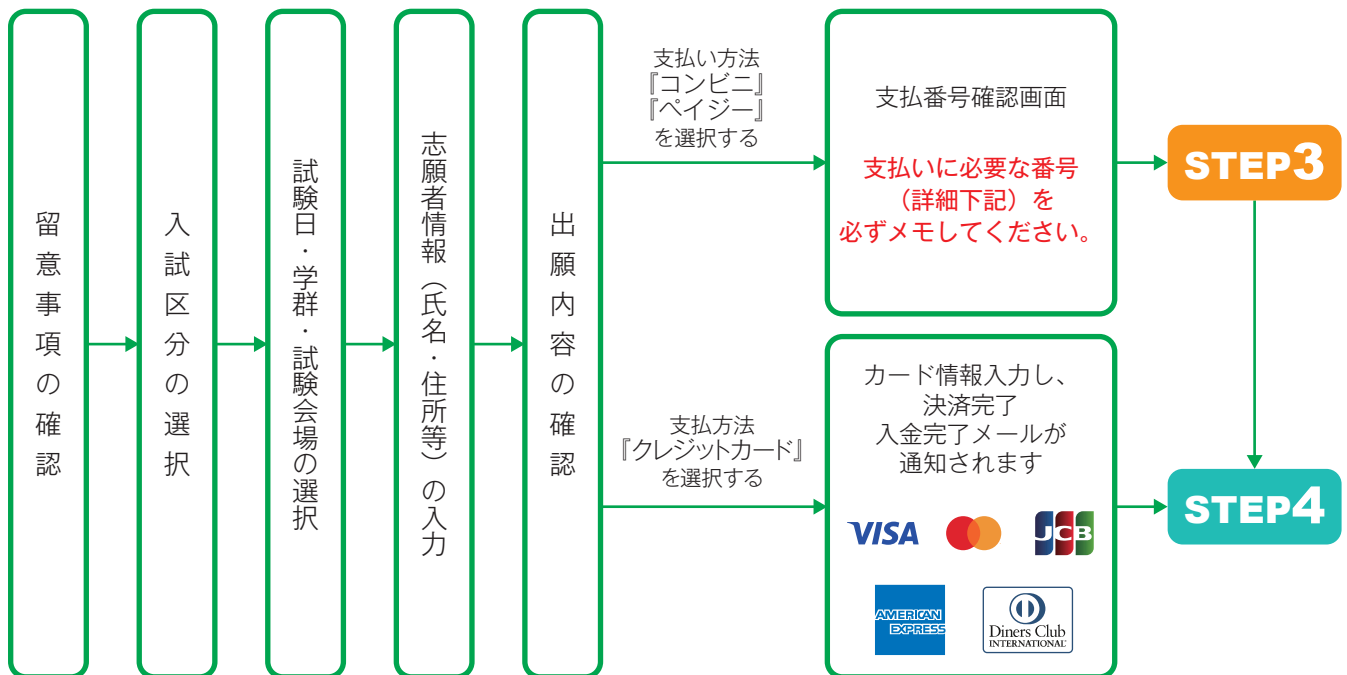 留意事項の確認
入試区分の選択
試験日・学群・試験会場の選択
志願者情報（氏名・住所等）の入力
出願内容の確認
支払い方法
『コンビニ』
『ペイジー』
を選択する
支払番号確認画面
支払いに必要な番号
（詳細下記）を
必ずメモしてください。
STEP3
支払方法
『クレジットカード』
を選択する
カード情報入力し、
決済完了
入金完了メールが
通知されます
VISA
JCB
AMERICAN
EXPRESS
Diners Club
INTERNATIONAL
STEP4